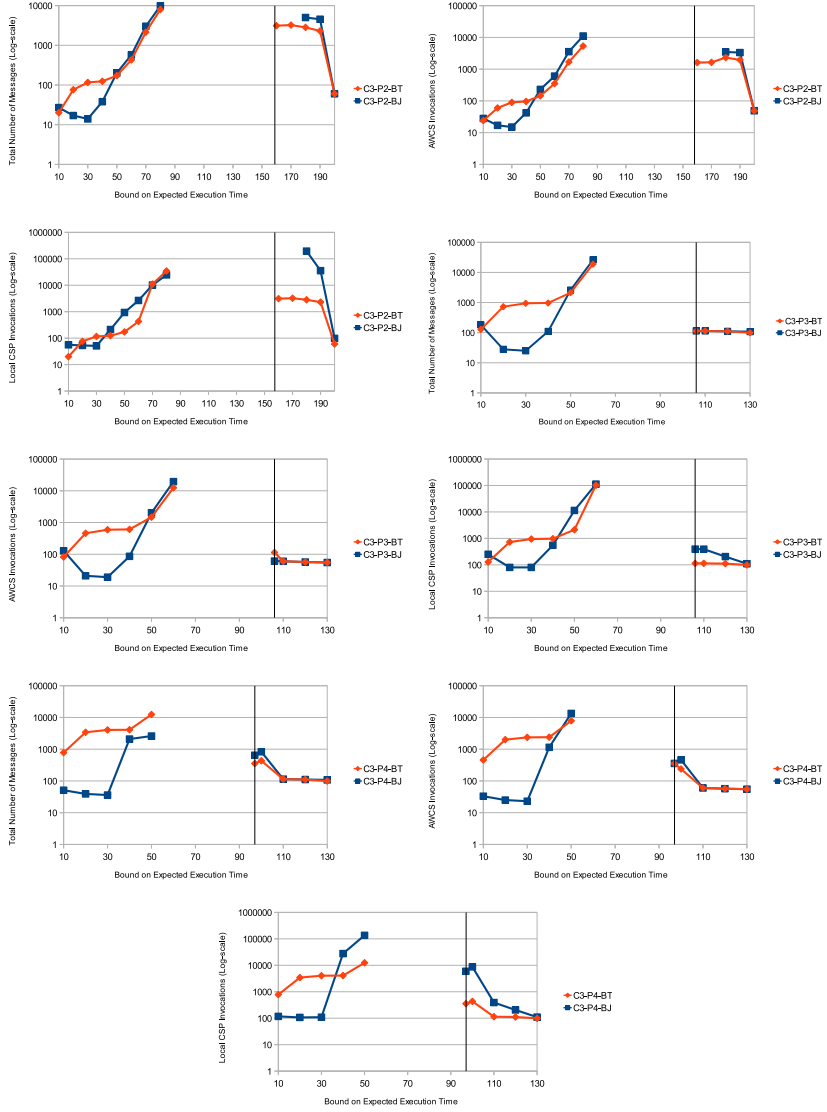 Total Number of Messages (Log-scale)
10000
1000
100
10
1
10 30 50 70 90 110 130 150 170 190
Bound on Expected Execution Time
C3-P2-BT
C3-P2-BJ
AWCS Invocations (Log-scale)
100000
10000
1000
100
10
1
10 30 50 70 90 110 130 150 170 190
Bound on Expected Execution Time
C3-P2-BT
C3-P2-BJ
Local CSP Invocations (Log-scale)
1000000
100000
10000
1000
100
10
1
10 30 50 70 90 110 130 150 170 190
Bound on Expected Execution Time
C3-P2-BT
C3-P2-BJ
Total Number of Messages (Log-scale)
100000
10000
1000
100
10
1
10 30 50 70 90 110 130
Bound on Expected Execution Time
C3-P3-BT
C3-P3-BJ
AWCS Invocations (Log-scale)
100000
10000
1000
100
10
1
10 30 50 70 90 110 130
Bound on Expected Execution Time
C3-P3-BT
C3-P3-BJ
Local CSP Invocations (Log-scale)
1000000
100000
10000
1000
100
10
1
10 30 50 70 90 110 130
Bound on Expected Execution Time
C3-P3-BT
C3-P3-BJ
Total Number of Messages (Log-scale)
100000
10000
1000
100
10
1
10 30 50 70 90 110 130
Bound on Expected Execution Time
C3-P4-BT
C3-P4-BJ
AWCS Invocations (Log-scale)
100000
10000
1000
100
10
1
10 30 50 70 90 110 130
Bound on Expected Execution Time
C3-P4-BT
C3-P4-BJ
Local CSP Invocations (Log-scale)
1000000
100000
10000
1000
100
10
1
10 30 50 70 90 110 130
Bound on Expected Execution Time
C3-P4-BT
C3-P4-BJ